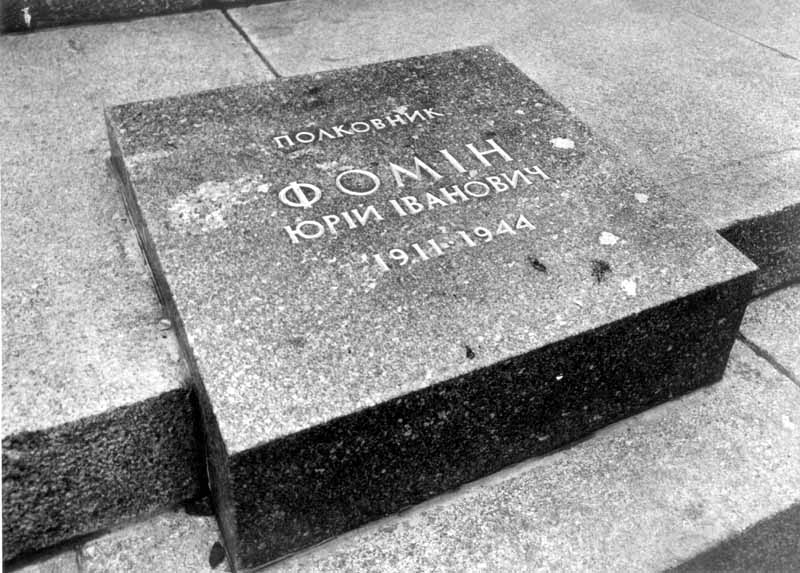 ПОЛКОВНИК
ФОМІН
ЮРІЙ ІВАНОВИЧ
1911-1944